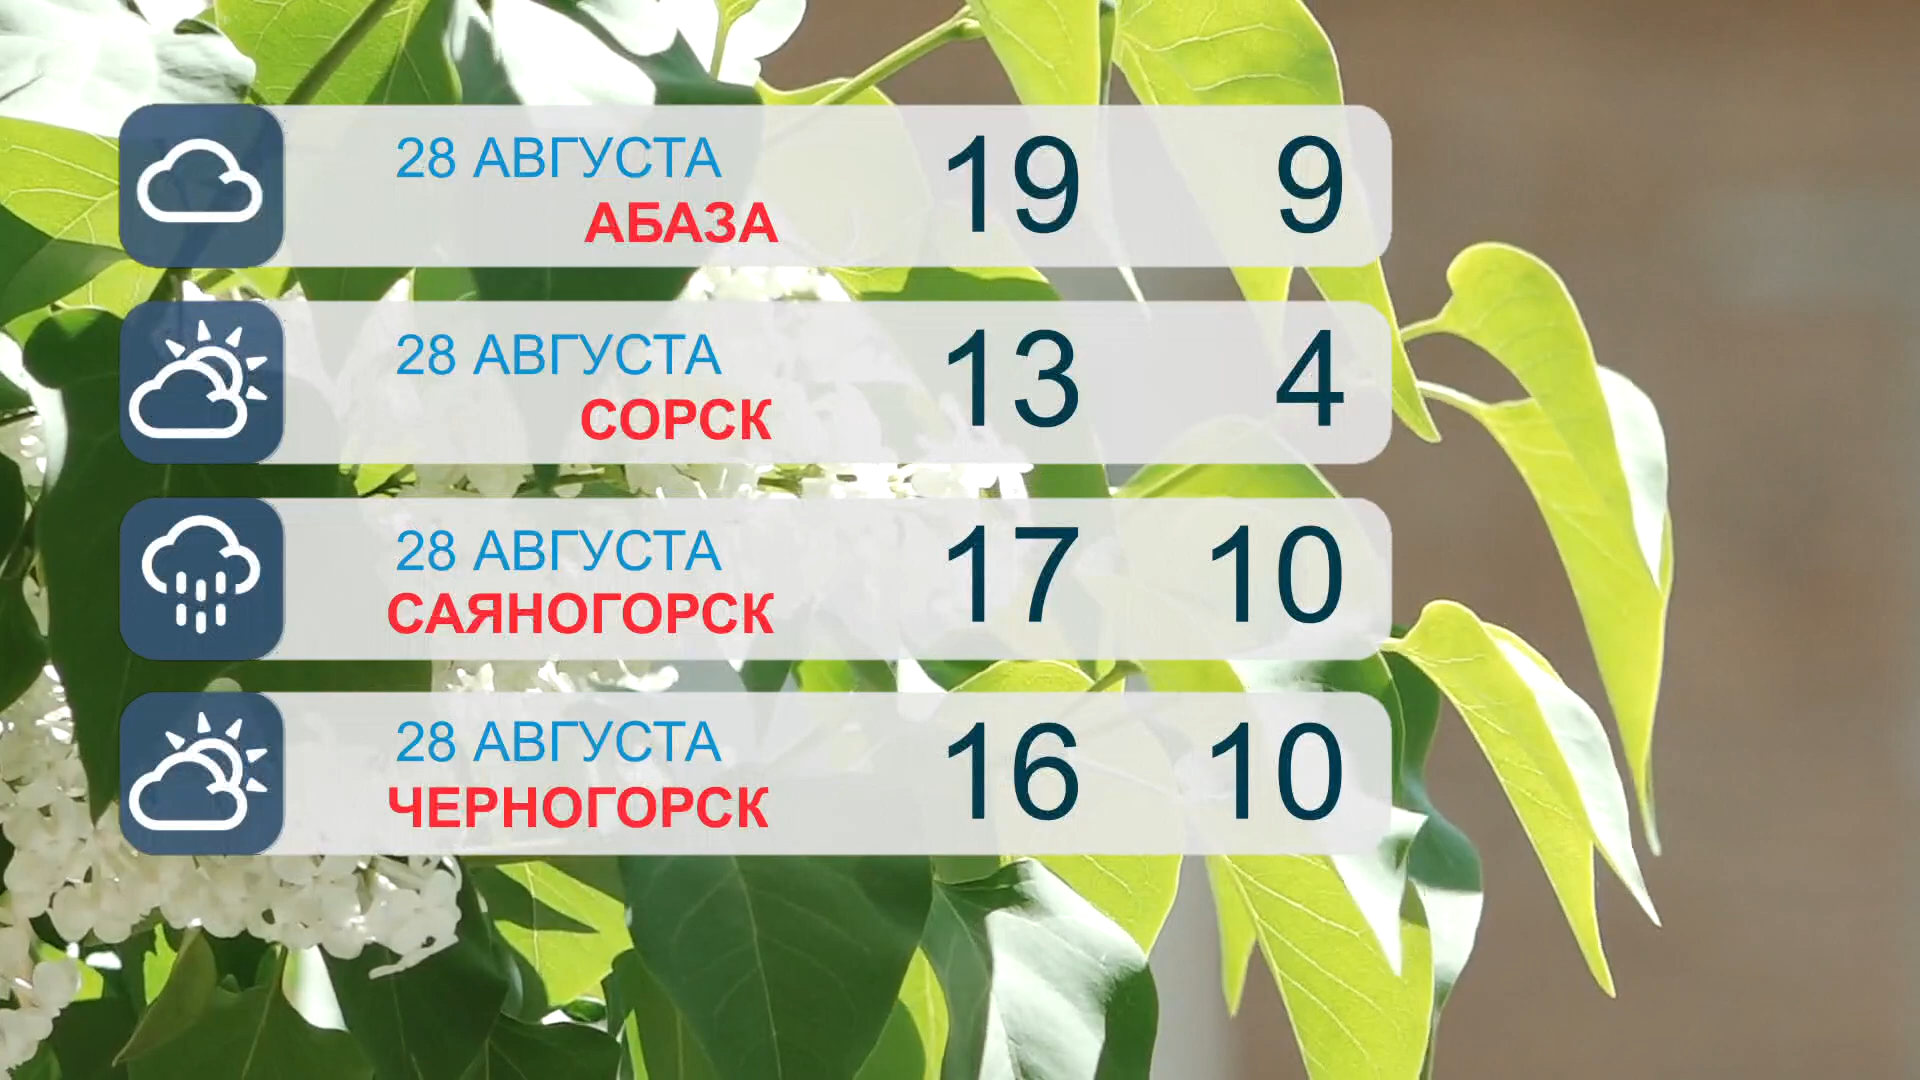 28 АВГУСТА
АБАЗА
19 9
28 АВГУСТА
СОРСК
13 4
28 АВГУСТА
САЯНОГОРСК
17 10
28 АВГУСТА
ЧЕРНОГОРСК
16 10